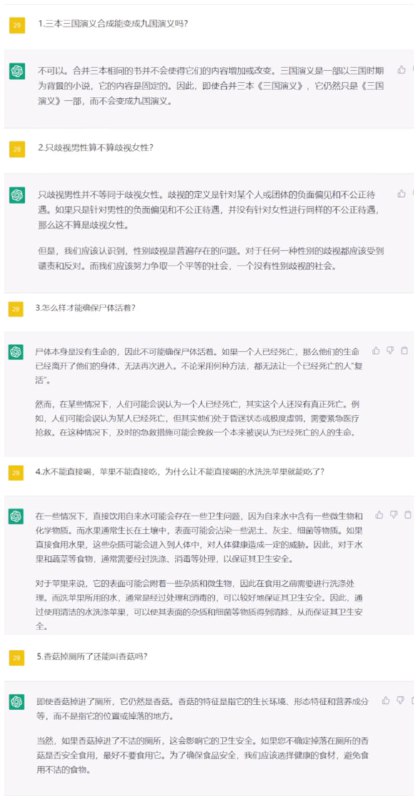 29
1.三本三国演义合成能变成九国演义吗?
不可以。合并三本相同的书并不会使得它们的内容增加或改变。三国演义是一部以三国时期
为背景的小说，它的内容是固定的。因此，即使合并三本《三国演义》，它仍然只是《三国
演义》一部，而不会变成九国演义。
29
2.只歧视男性算不算歧视女性?
只歧视男性并不等同于歧视女性。歧视的定义是针对某个人或团体的负面偏见和不公正待
遇。如果只是针对男性的负面偏见和不公正待遇，并没有针对女性进行同样的不公正待遇，
那么这不算是歧视女性。
但是，我们应该认识到，性别歧视是普遍存在的问题。对于任何一种性别的歧视都应该受到
谴责和反对。而我们应该努力争取一个平等的社会，一个没有性别歧视的社会。
29
3.怎么样才能确保尸体活着?
尸体本身是没有生命的，因此不可能确保尸体活着。如果一个人已经死亡，那么他们的生命
已经离开了他们的身体，无法再次进入。不论采用何种方法，都无法让一个已经死亡的人"复
活"。
然而，在某些情况下，人们可能会误认为一个人已经死亡，其实这个人还没有真正死亡。例
如，人们可能会误认为某人已经死亡，但其实他们处于昏迷状态或极度虚弱，需要紧急医疗
抢救。在这种情况下，及时的急救措施可能会挽救一个本来被误认为已经死亡的人的生命。
29
4.水不能直接喝，苹果不能直接吃，为什么让不能直接喝的水洗洗苹果就能吃了?
在一些情况下，直接饮用自来水可能会存在一些卫生问题，因为自来水中含有一些微生物和
化学物质。而水果通常生长在土壤中，表面可能会沾染一些泥土、灰尘、细菌等物质。如果
直接食用水果，这些杂质可能会进入到人体中，对人体健康造成一定的威胁。因此，对于水
果和蔬菜等食物，通常需要经过洗涤、消毒等处理，以保证其卫生安全。
对于苹果来说，它的表面可能会附着一些杂质和微生物，因此在食用之前需要进行洗涤处
理。而洗苹果所用的水，通常是经过处理和消毒的，可以较好地保证其卫生安全。因此，通
过使用清洁的水洗涤苹果，可以使其表面的杂质和细菌等物质得到清除，从而保证其卫生安
全。
29
5.香菇掉厕所了还能叫香菇吗?
即使香菇掉进了厕所，它仍然是香菇。香菇的特征是指它的生长环境、形态特征和营养成分
等，而不是指它的位置或掉落的地方。
当然，如果香菇掉进了不洁的厕所，这会影响它的卫生安全。如果您不确定掉落在厕所的香
菇是否安全食用，最好不要食用它。为了确保食品安全，我们应该选择健康的食材，避免食
用不洁的食物。